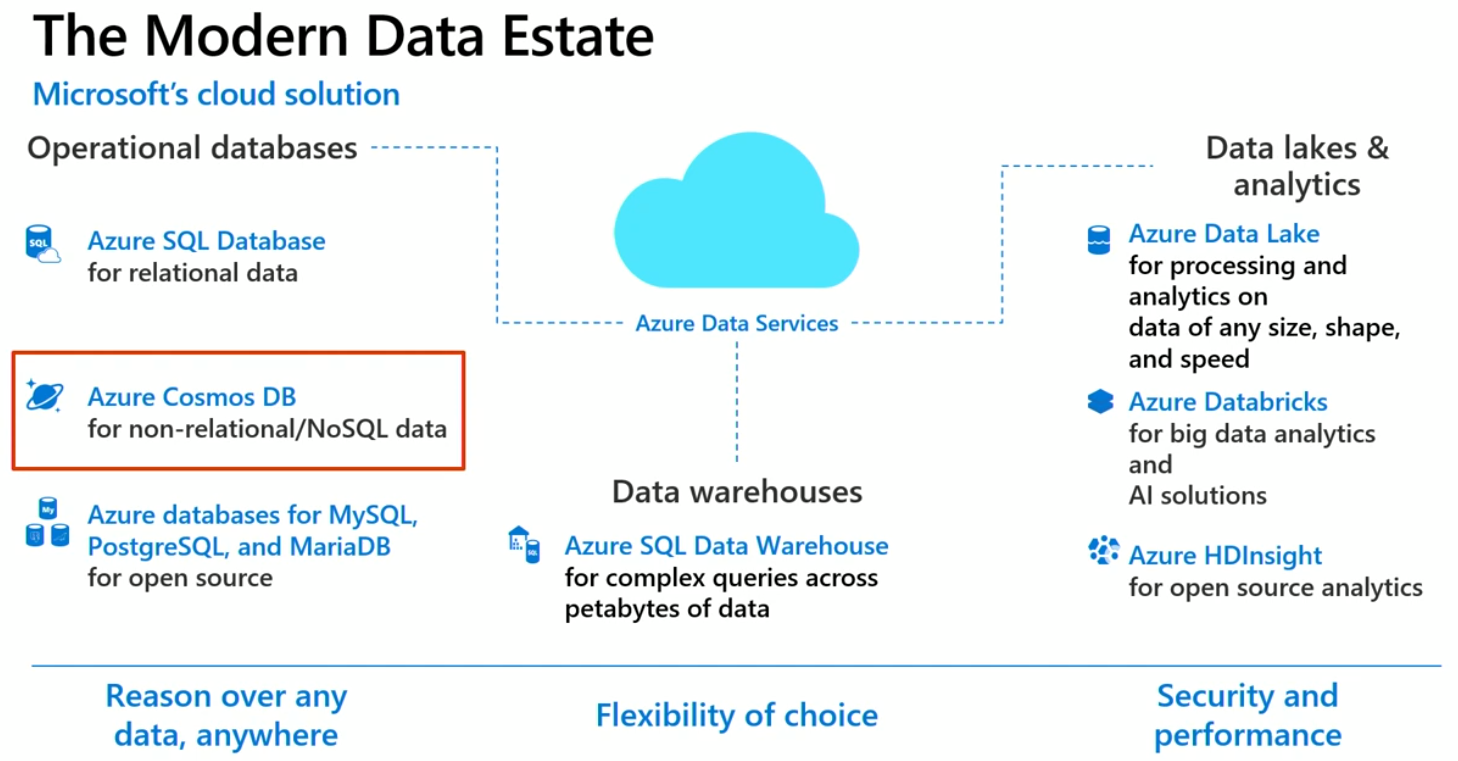 The Modern Data Estate
Microsoft's cloud solution
Operational databases
SQL
Azure SQL Database
for relational data
Azure Cosmos DB
for non-relational/NoSQL data
My
Azure databases for MySQL,
PostgreSQL, and MariaDB
for open source
Azure Data Services
Data warehouses
SQL
Azure SQL Data Warehouse
for complex queries across
petabytes of data
Data lakes &
analytics
Azure Data Lake
for processing and
analytics on
data of any size, shape,
and speed
Azure Databricks
for big data analytics
and
AI solutions
Azure HDInsight
for open source analytics
Reason over any
data, anywhere
Flexibility of choice
Security and
performance